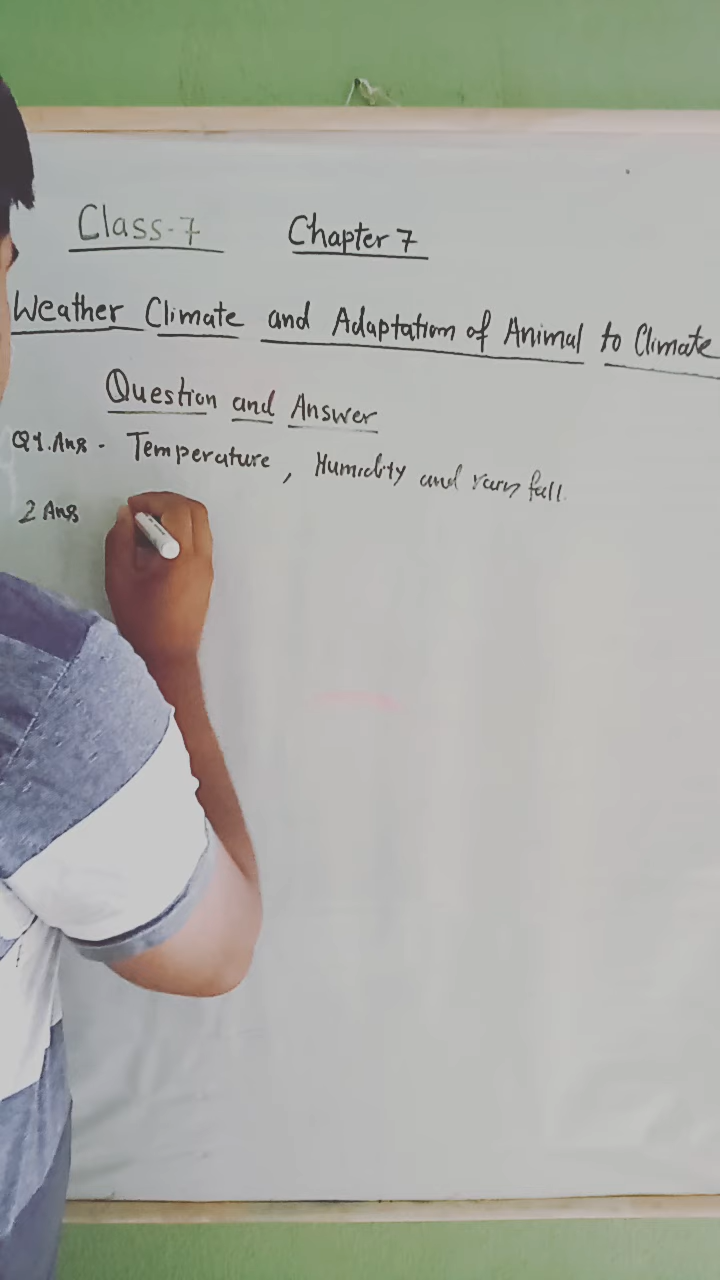 Class-7 Chapter 7
Weather Climate and Adaptation of Animal to Climate
Question and Answer
Q1.Ans - Temperature, Humidity and rain fall.
2 Ans